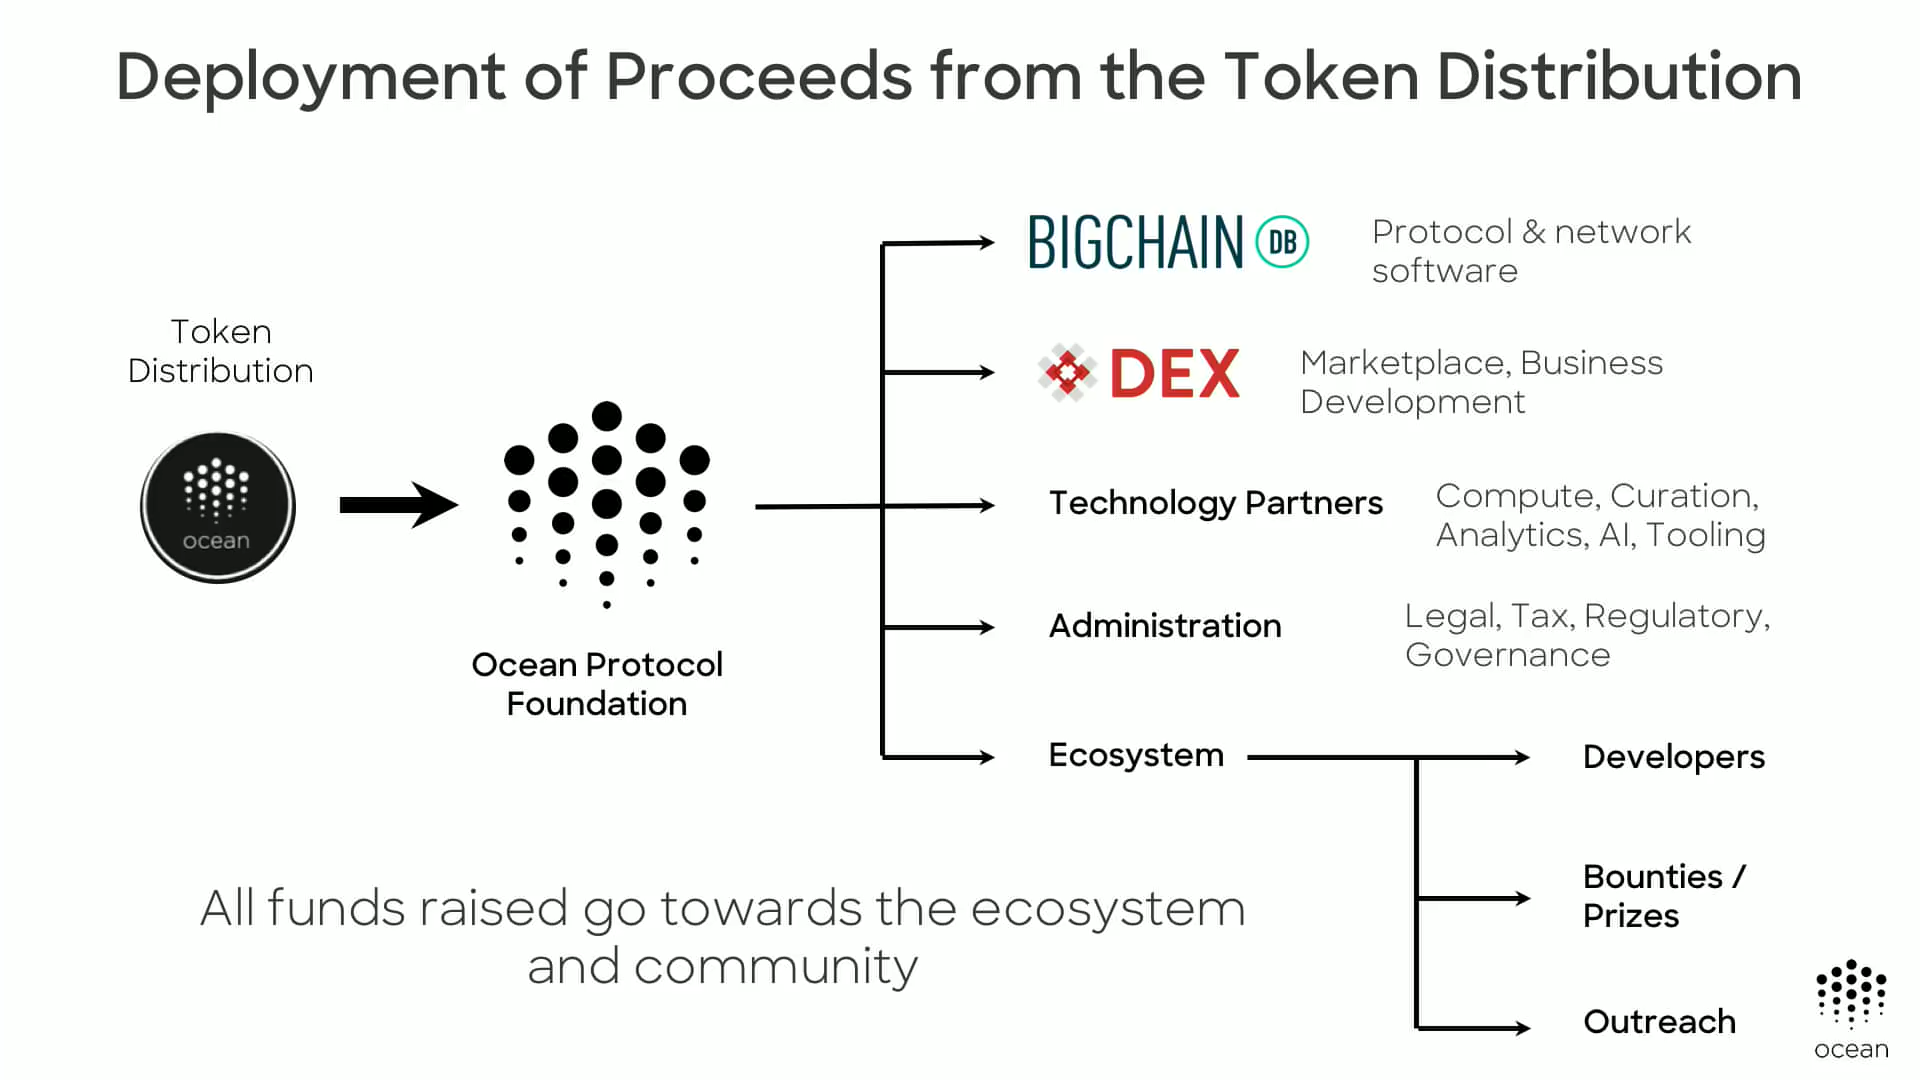 Deployment of Proceeds from the Token Distribution
Token
Distribution
ocean
Ocean Protocol
Foundation
BIGCHAIN DB
Protocol & network
software
DEX
Marketplace, Business
Development
Technology Partners
Compute, Curation,
Analytics, AI, Tooling
Administration
Legal, Tax, Regulatory,
Governance
Ecosystem
Developers
Bounties /
Prizes
Outreach
All funds raised go towards the ecosystem
and community
ocean